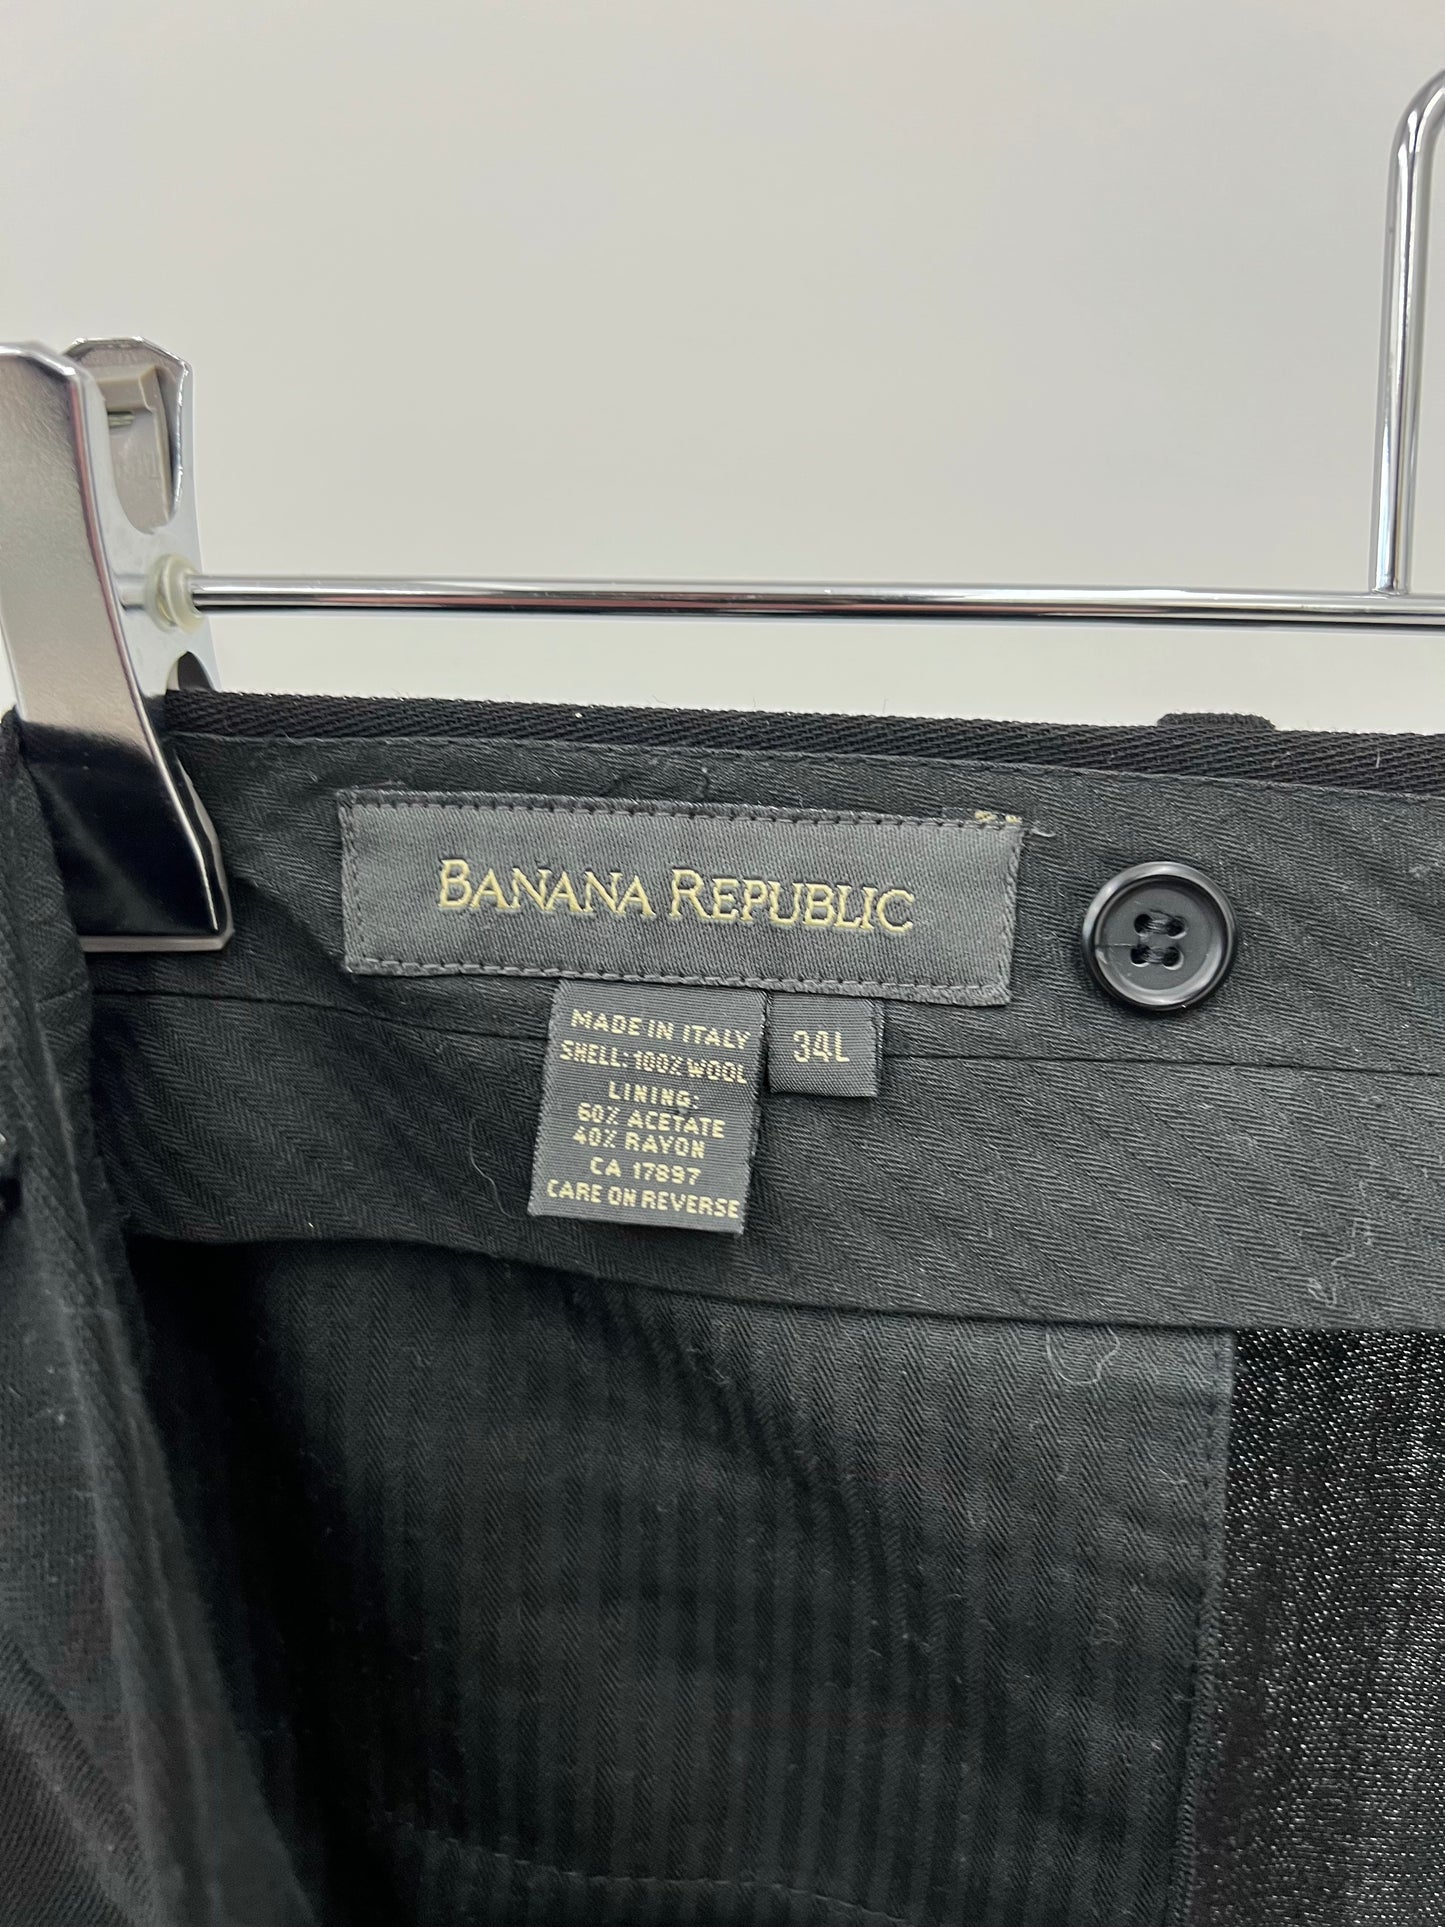 BANANA REPUBLIC
MADE IN ITALY
SHELL: 100% WOOL
LINING:
60% ACETATE
40% RAYON
CA 17897
CARE ON REVERSE
34L